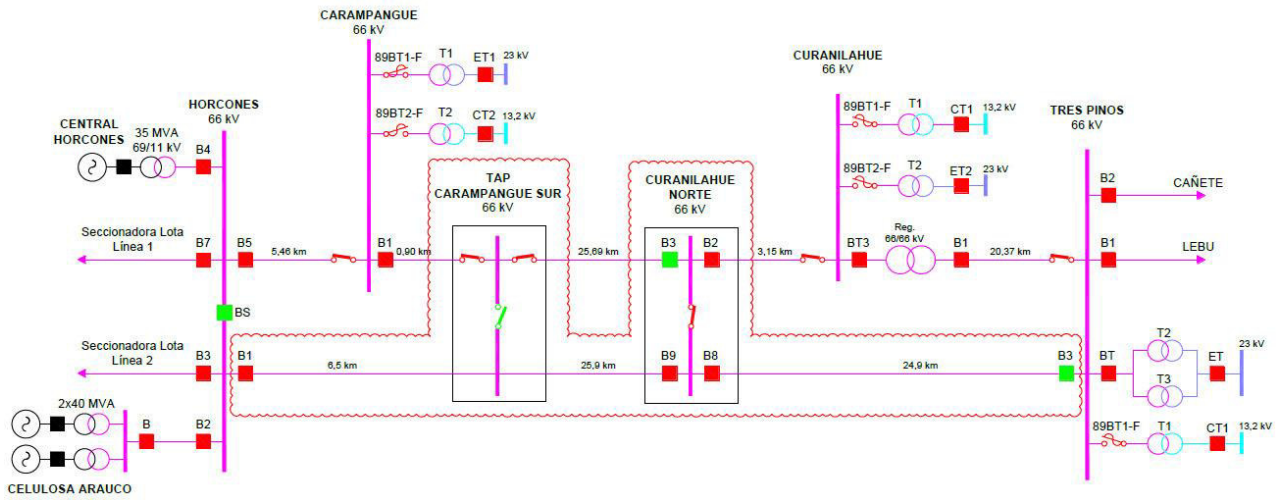 CARAMPANGUE
66 kV
89BT1-F
T1
ET1
23 kV
89BT2-F
T2
CT2
13,2 kV
CURANILAHUE
66 kV
89BT1-F
T1
CT1
13,2 kV
89BT2-F
T2
ET2
23 kV
HORCONES
66 kV
CENTRAL
HORCONES
35 MVA
69/11 kV
B4
TRES PINOS
66 kV
B2
CAÑETE
TAP
CARAMPANGUE SUR
66 kV
CURANILAHUE
NORTE
66 kV
Seccionadora Lota
Línea 1
B7
B5
5,46 km
B1
0,90 km
25,69 km
B3
B2
3,15 km
BT3
Reg.
66/66 kV
B1
20,37 km
B1
LEBU
BS
Seccionadora Lota
Línea 2
B3
B1
6,5 km
25,9 km
B9
B8
24,9 km
B3
BT
T2
T3
ET
23 kV
2x40 MVA
B
B2
89BT1-F
T1
CT1
13,2 kV
CELULOSA ARAUCO